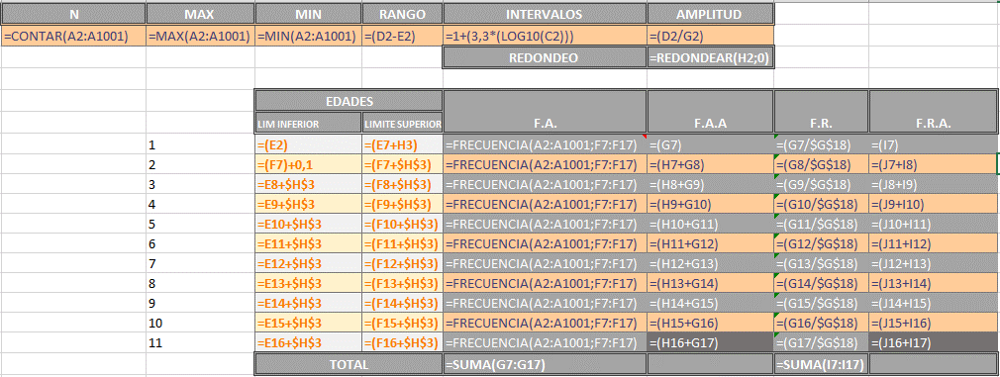 N MAX MIN RANGO INTERVALOS AMPLITUD
=CONTAR(A2:A1001) =MAX(A2:A1001) =MIN(A2:A1001) =(D2-E2) =1+(3,3*(LOG10(C2))) =(D2/G2)
REDONDEO =REDONDEAR(H2;0)
EDADES
LIM INFERIOR LIMITE SUPERIOR F.A. F.A.A F.R. F.R.A.
1 =(E2) =(E7+H3) =FRECUENCIA(A2:A1001;F7:F17) =(G7) =(G7/$G$18) =(I7)
2 =(F7)+0,1 =(F7+$H$3) =FRECUENCIA(A2:A1001;F7:F17) =(H7+G8) =(G8/$G$18) =(J7+I8)
3 =E8+$H$3 =(F8+$H$3) =FRECUENCIA(A2:A1001;F7:F17) =(H8+G9) =(G9/$G$18) =(J8+I9)
4 =E9+$H$3 =(F9+$H$3) =FRECUENCIA(A2:A1001;F7:F17) =(H9+G10) =(G10/$G$18) =(J9+I10)
5 =E10+$H$3 =(F10+$H$3) =FRECUENCIA(A2:A1001;F7:F17) =(H10+G11) =(G11/$G$18) =(J10+I11)
6 =E11+$H$3 =(F11+$H$3) =FRECUENCIA(A2:A1001;F7:F17) =(H11+G12) =(G12/$G$18) =(J11+I12)
7 =E12+$H$3 =(F12+$H$3) =FRECUENCIA(A2:A1001;F7:F17) =(H12+G13) =(G13/$G$18) =(J12+I13)
8 =E13+$H$3 =(F13+$H$3) =FRECUENCIA(A2:A1001;F7:F17) =(H13+G14) =(G14/$G$18) =(J13+I14)
9 =E14+$H$3 =(F14+$H$3) =FRECUENCIA(A2:A1001;F7:F17) =(H14+G15) =(G15/$G$18) =(J14+I15)
10 =E15+$H$3 =(F15+$H$3) =FRECUENCIA(A2:A1001;F7:F17) =(H15+G16) =(G16/$G$18) =(J15+I16)
11 =E16+$H$3 =(F16+$H$3) =FRECUENCIA(A2:A1001;F7:F17) =(H16+G17) =(G17/$G$18) =(J16+I17)
TOTAL =SUMA(G7:G17) =SUMA(I7:I17)